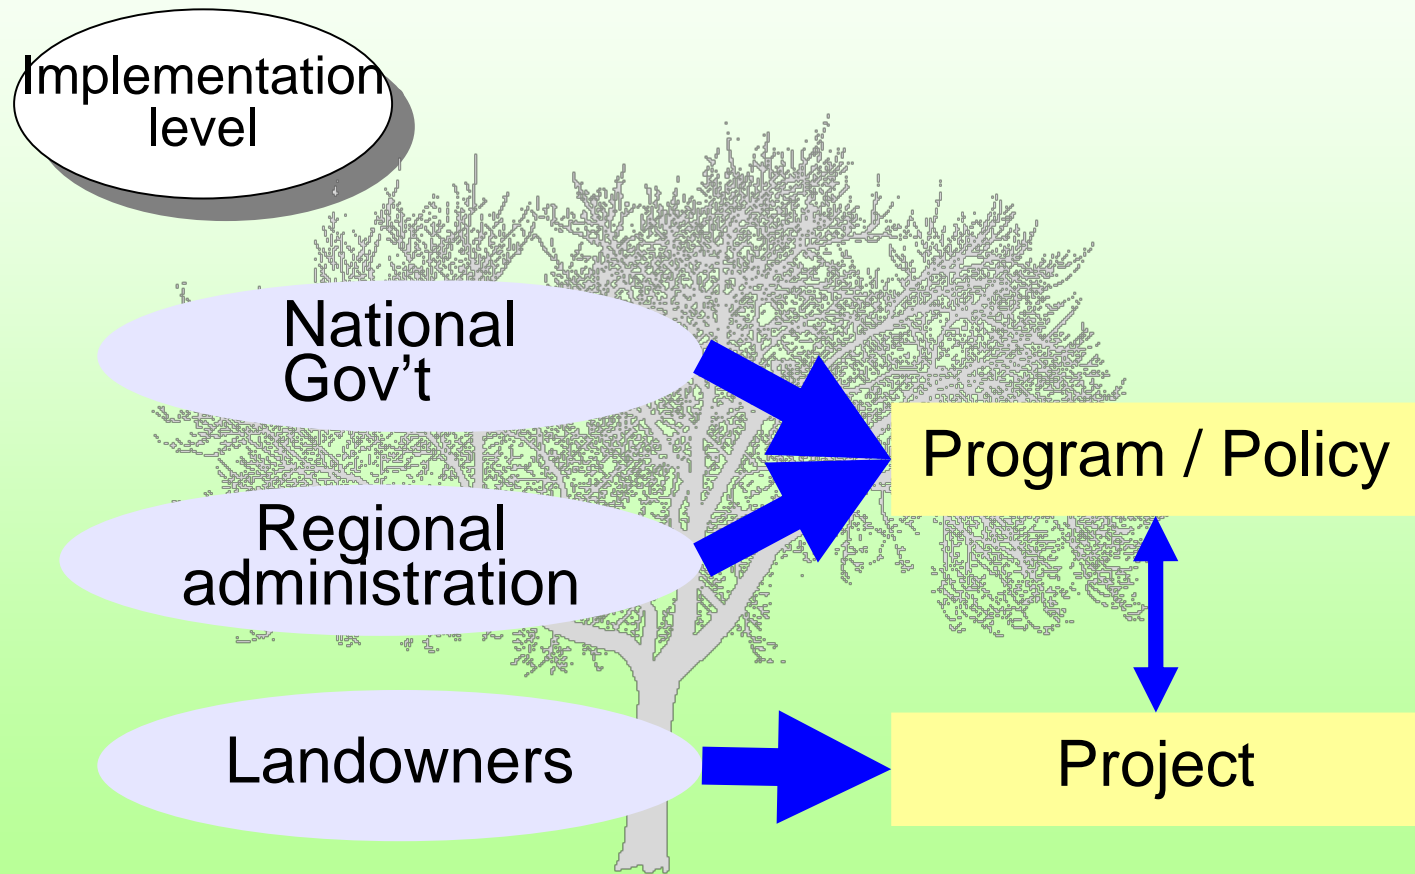 Implementation
level
National
Gov’t
Program / Policy
Regional
administration
Landowners
Project